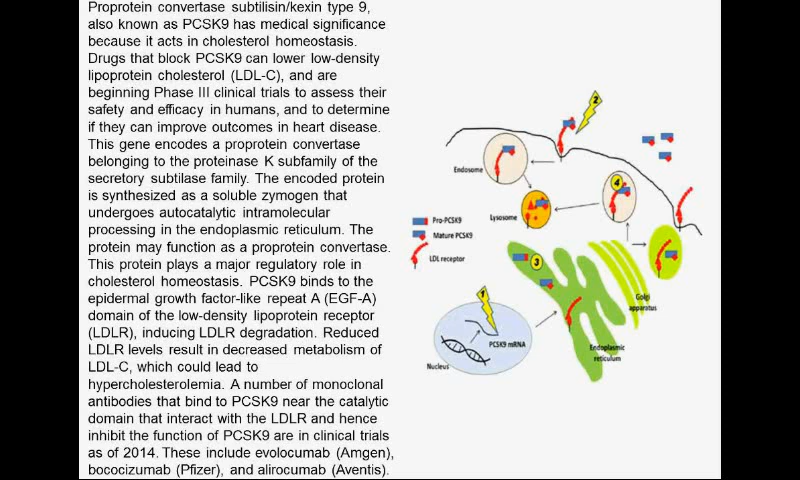 Proprotein convertase subtilisin/kexin type 9,
also known as PCSK9 has medical significance
because it acts in cholesterol homeostasis.
Drugs that block PCSK9 can lower low-density
lipoprotein cholesterol (LDL-C), and are
beginning Phase III clinical trials to assess their
safety and efficacy in humans, and to determine
if they can improve outcomes in heart disease.
This gene encodes a proprotein convertase
belonging to the proteinase K subfamily of the
secretory subtilase family. The encoded protein
is synthesized as a soluble zymogen that
undergoes autocatalytic intramolecular
processing in the endoplasmic reticulum. The
protein may function as a proprotein convertase.
This protein plays a major regulatory role in
cholesterol homeostasis. PCSK9 binds to the
epidermal growth factor-like repeat A (EGF-A)
domain of the low-density lipoprotein receptor
(LDLR), inducing LDLR degradation. Reduced
LDLR levels result in decreased metabolism of
LDL-C, which could lead to
hypercholesterolemia. A number of monoclonal
antibodies that bind to PCSK9 near the catalytic
domain that interact with the LDLR and hence
inhibit the function of PCSK9 are in clinical trials
as of 2014. These include evolocumab (Amgen),
bococizumab (Pfizer), and alirocumab (Aventis).
2
Endosome
4
Lysosome
Pro-PCSK9
Mature PCSK9
LDL receptor
3
Golgi
apparatus
1
PCSK9 mRNA
Nucleus
Endoplasmic
reticulum